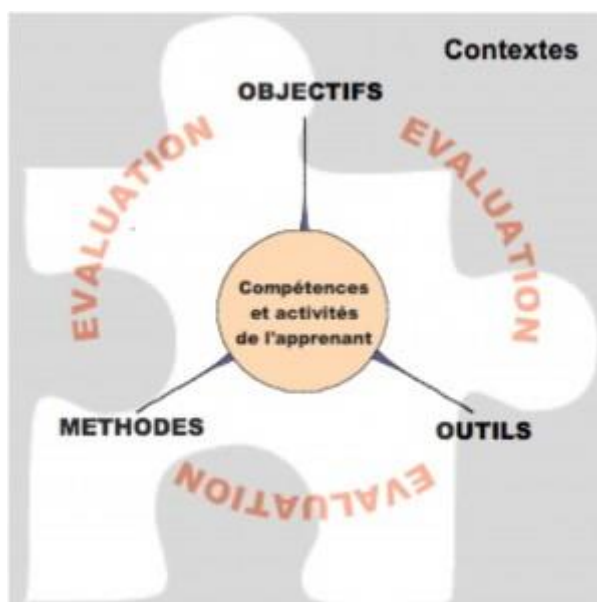 Contextes
OBJECTIFS
EVALUATION
EVALUATION
Compétences
et activités
de l'apprenant
METHODES
OUTILS
EVALUATION